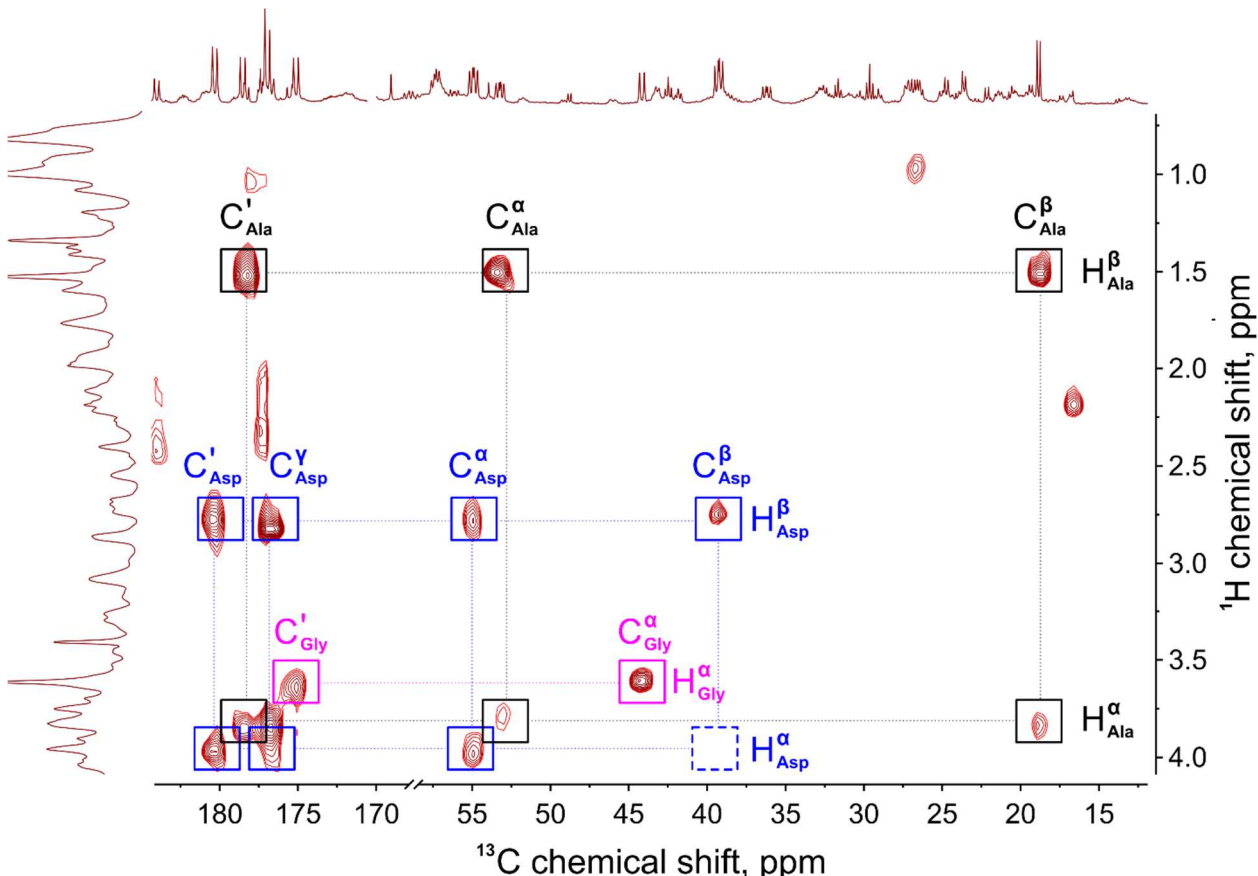 1.0
C'Ala CαAla CβAla
1.5 HβAla
2.0
C'Asp CγAsp CαAsp CβAsp
2.5
HβAsp
3.0
C'Gly CαGly
3.5 HαGly
HαAla
HαAsp 4.0
180 175 170 55 50 45 40 35 30 25 20 15
13C chemical shift, ppm
1H chemical shift, ppm